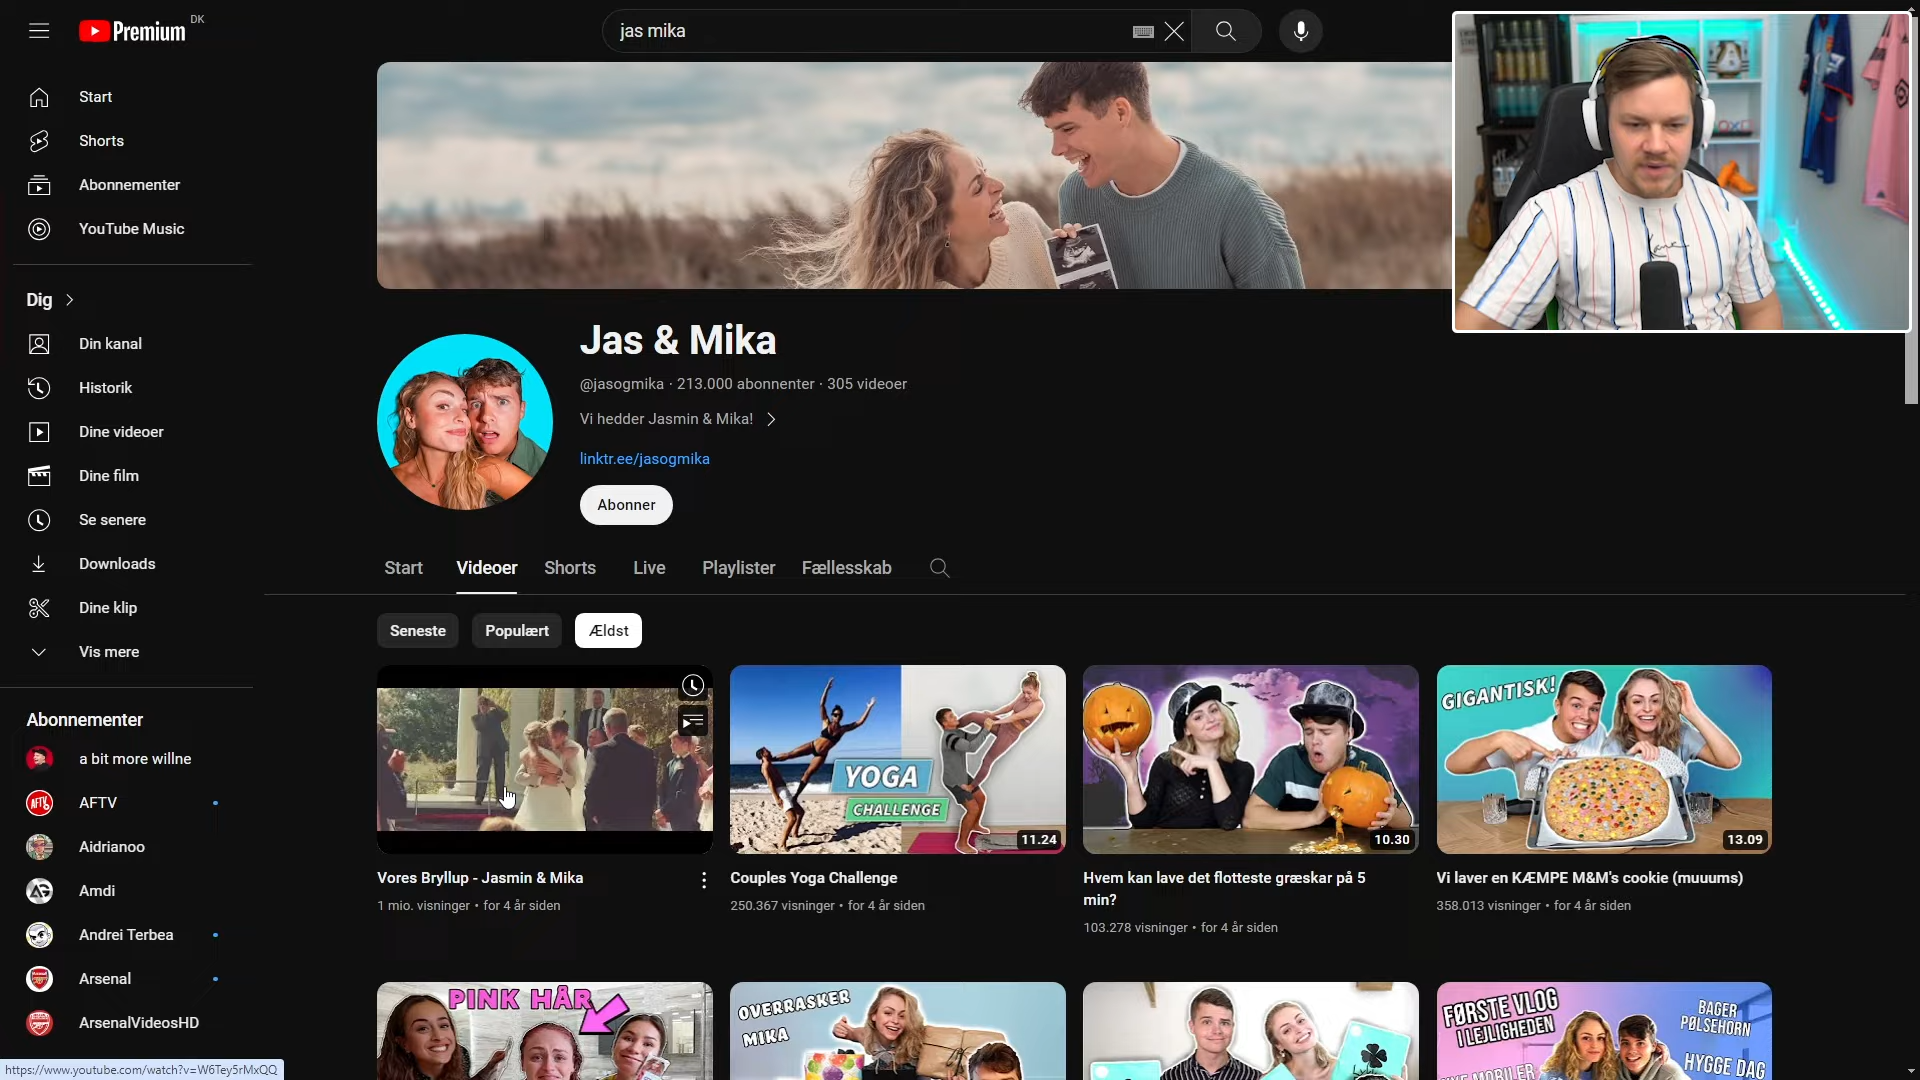 Premium DK
jas mika
Start
Shorts
Abonnementer
YouTube Music
Dig
Din kanal
Historik
Dine videoer
Dine film
Se senere
Downloads
Dine klip
Vis mere
Abonnementer
a bit more willne
AFTV
Aidrianoo
Amdi
Andrei Terbea
Arsenal
ArsenalVideosHD
Jas & Mika
@jasogmika · 213.000 abonnenter · 305 videoer
Vi hedder Jasmin & Mika!
linktr.ee/jasogmika
Abonner
Start Videoer Shorts Live Playlister Fællesskab
Seneste Populært Ældst
YOGA
CHALLENGE
11.24
10.30
GIGANTISK!
13.09
Vores Bryllup - Jasmin & Mika
1 mio. visninger • for 4 år siden
Couples Yoga Challenge
250.367 visninger • for 4 år siden
Hvem kan lave det flotteste græskar på 5
min?
103.278 visninger • for 4 år siden
Vi laver en KÆMPE M&M's cookie (muuums)
358.013 visninger • for 4 år siden
PINK HÅR
OVERRASKER
MIKA
FØRSTE VLOG
I LEJLIGHEDEN
BAGER
PØLSEHORN
HYGGE DAG
https://www.youtube.com/watch?v=W6Tey5rMxQQ